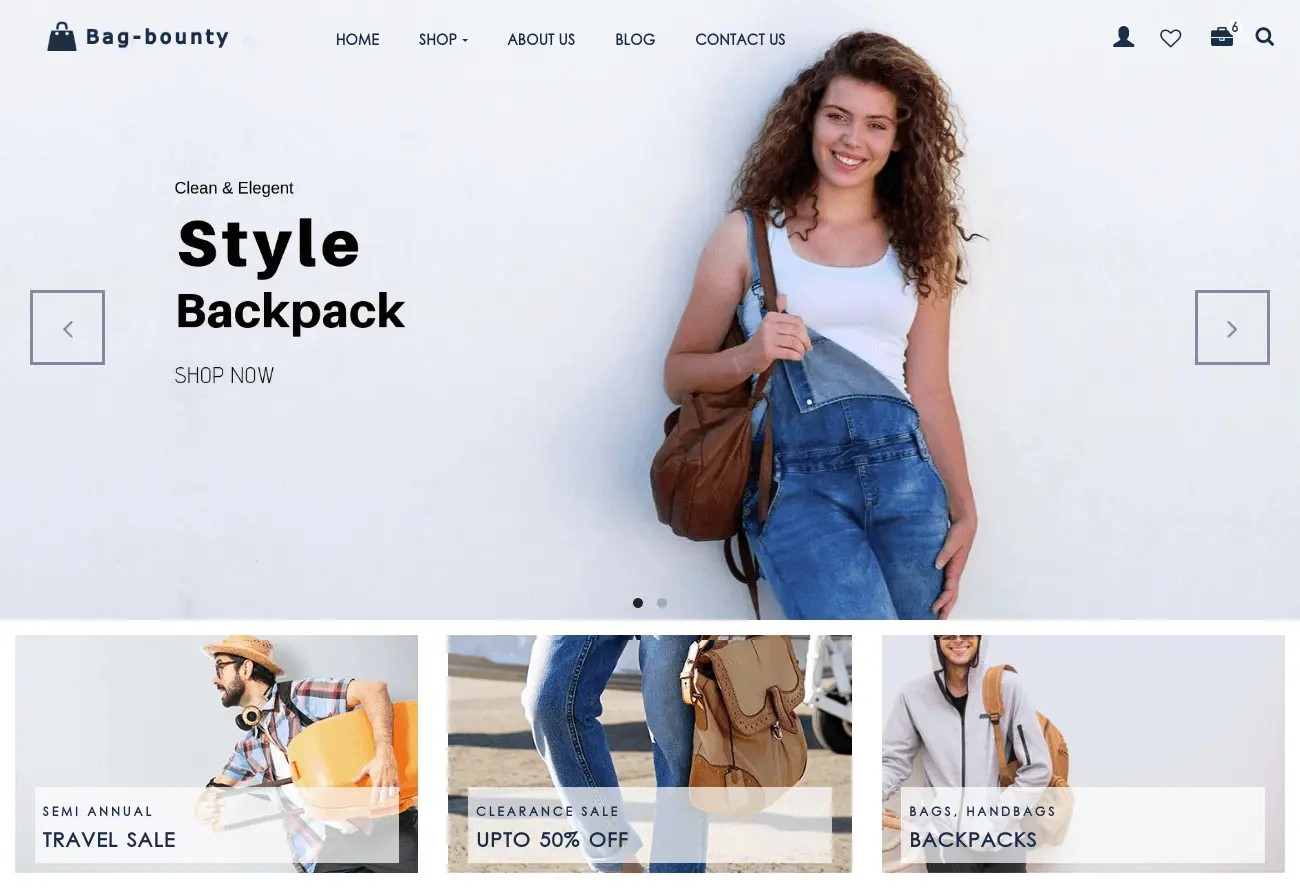 Bag-bounty
HOME SHOP ABOUT US BLOG CONTACT US
6
Clean & Elegent
Style
Backpack
SHOP NOW
SEMI ANNUAL
TRAVEL SALE
CLEARANCE SALE
UPTO 50% OFF
BAGS, HANDBAGS
BACKPACKS